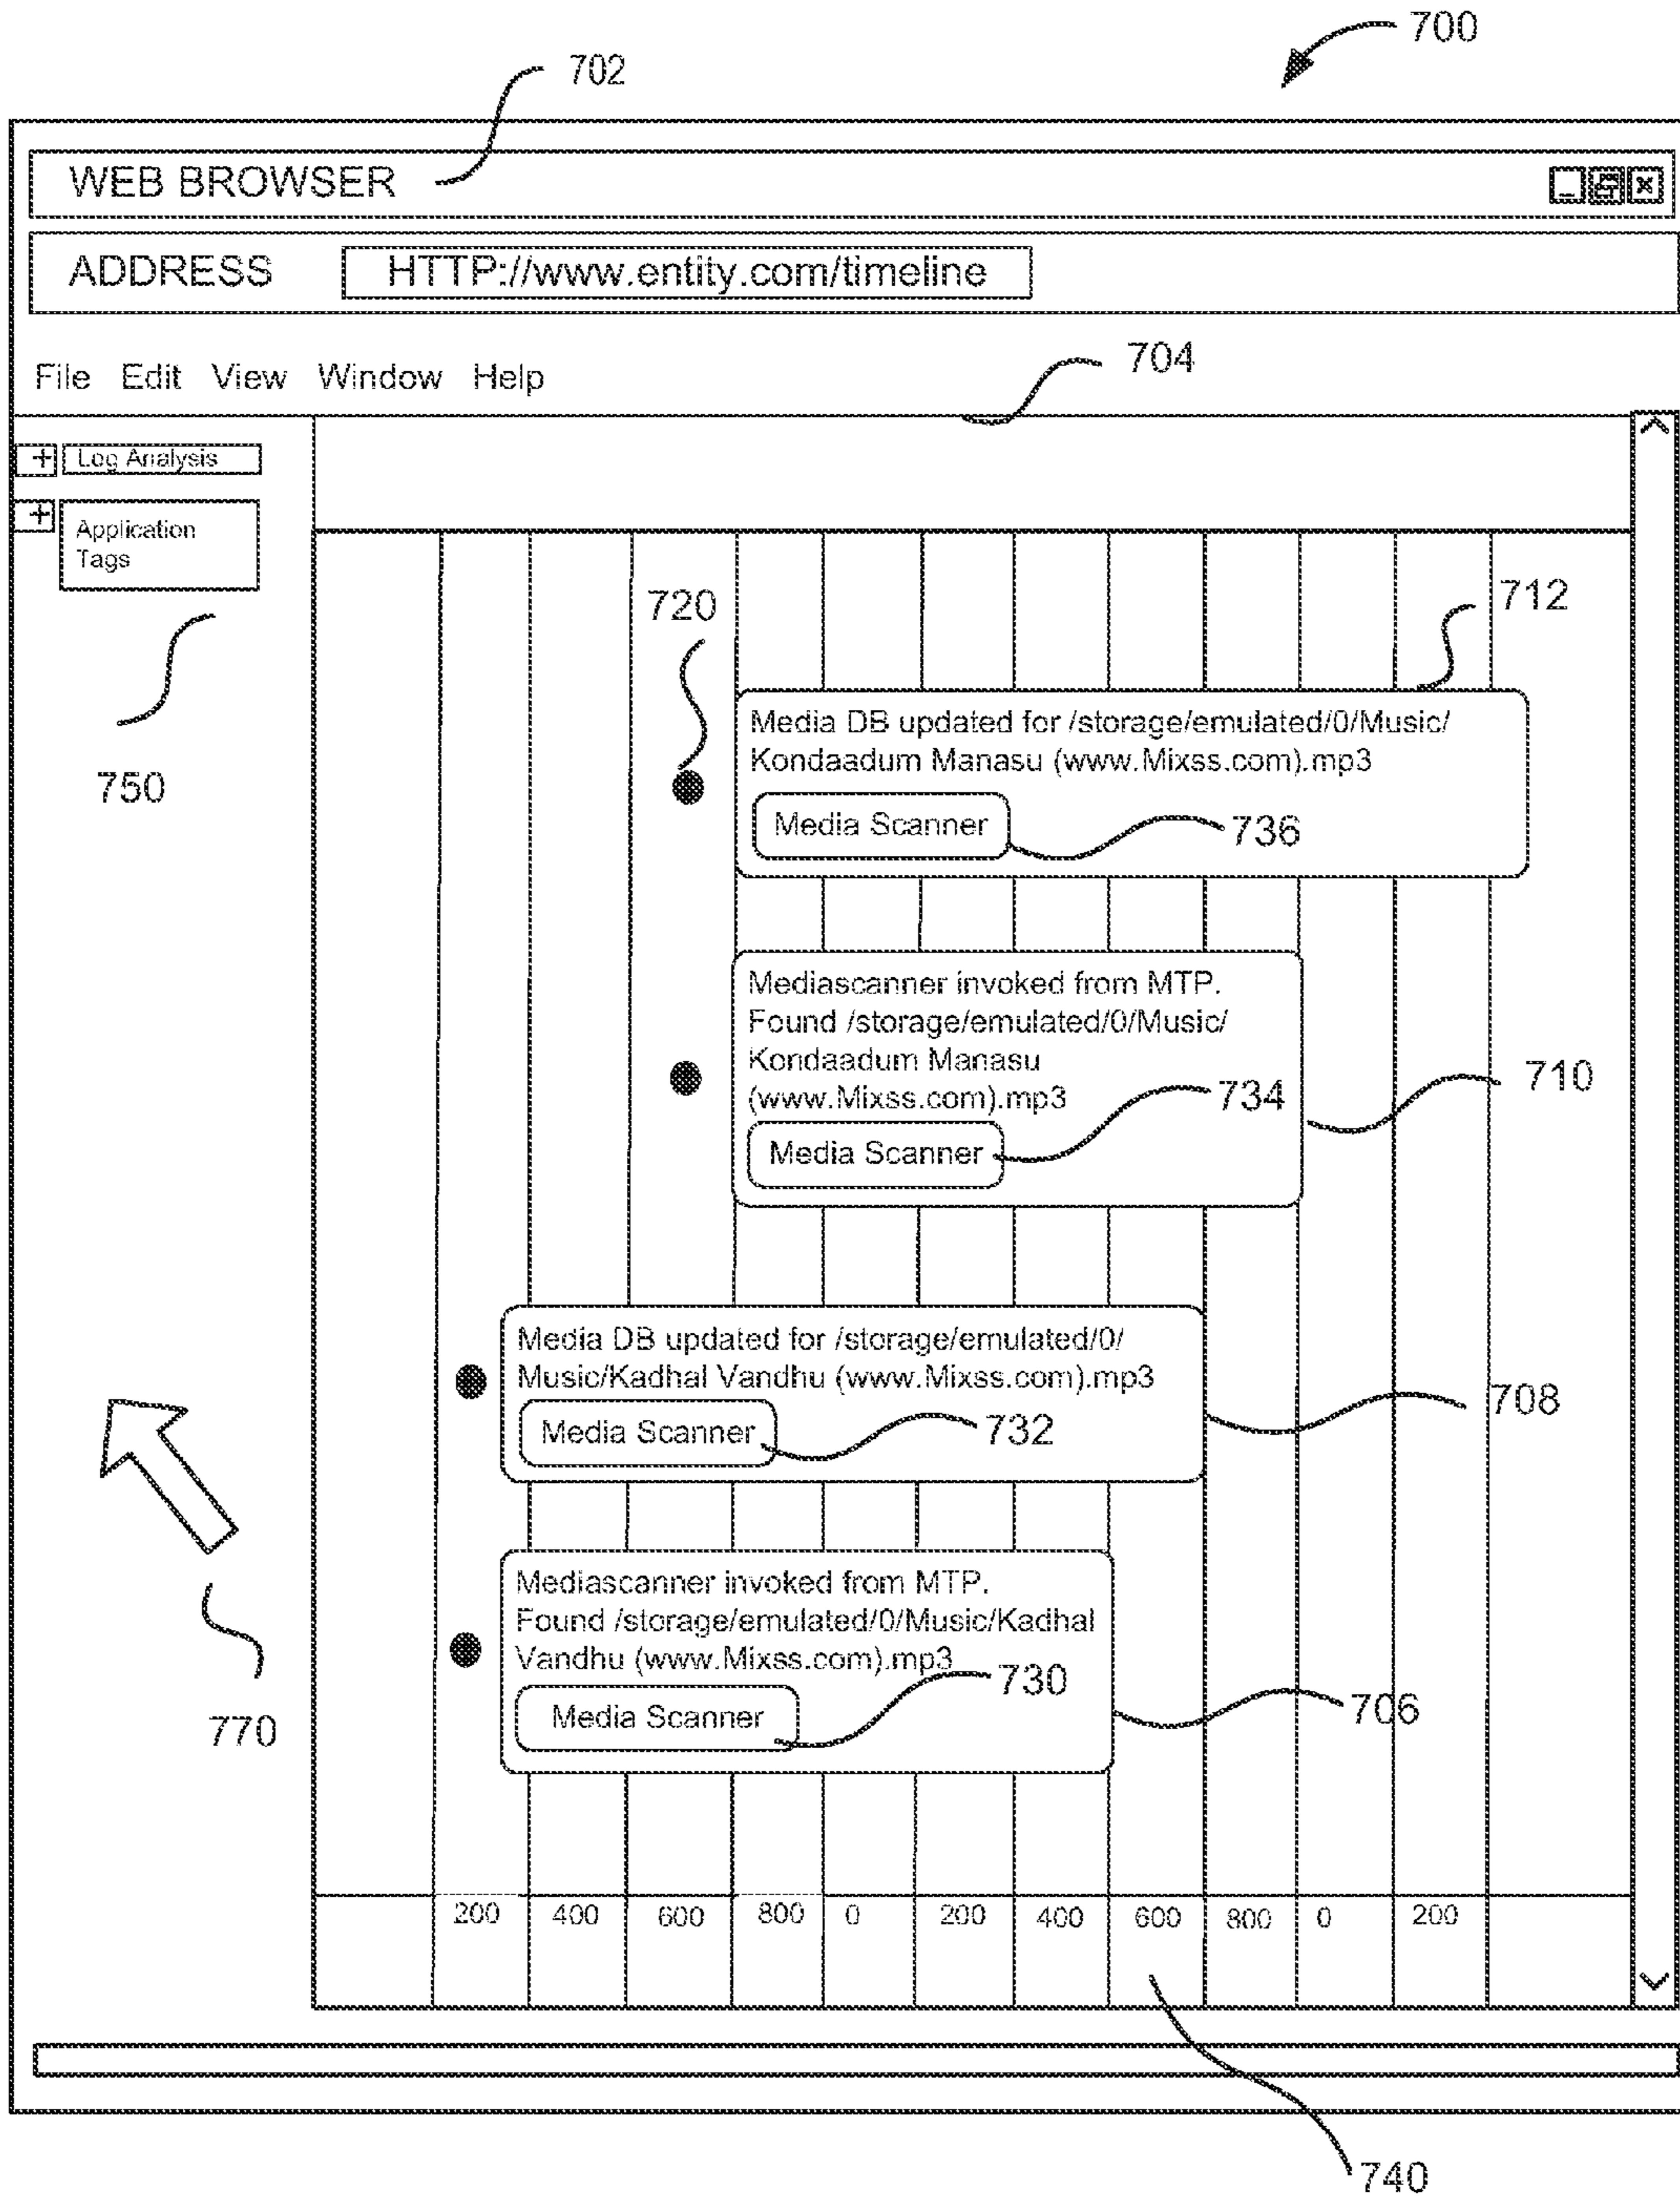 700
702
WEB BROWSER
ADDRESS HTTP://www.entity.com/timeline
704
File Edit View Window Help
+ Log Analysis
+ Application
Tags
750
720
712
Media DB updated for /storage/emulated/0/Music/
Kondaadum Manasu (www.Mixss.com).mp3
Media Scanner
736
Mediascanner invoked from MTP.
Found /storage/emulated/0/Music/
Kondaadum Manasu
(www.Mixss.com).mp3
734
710
Media Scanner
Media DB updated for /storage/emulated/0/
Music/Kadhal Vandhu (www.Mixss.com).mp3
Media Scanner
732
708
Mediascanner invoked from MTP.
Found /storage/emulated/0/Music/Kadhal
Vandhu (www.Mixss.com).mp3
730
706
Media Scanner
770
200 400 600 800 0 200 400 600 800 0 200
740